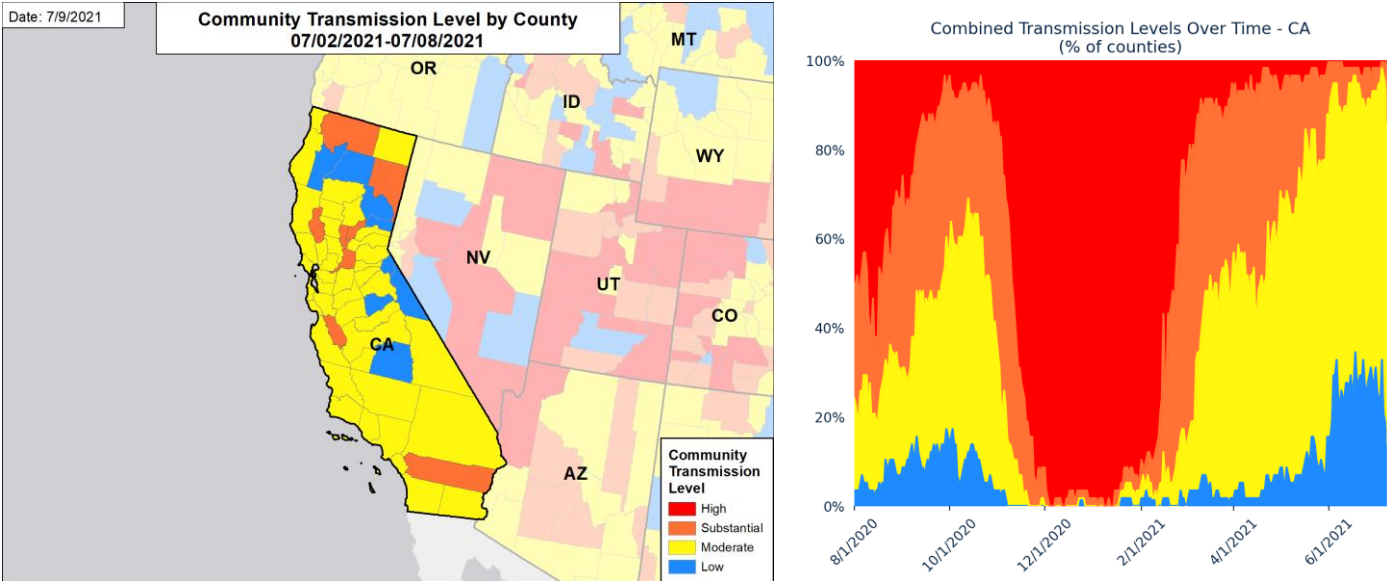 Date: 7/9/2021
Community Transmission Level by County
07/02/2021-07/08/2021
MT
OR
ID
WY
NV
UT
CO
CA
AZ
Community
Transmission
Level
High
Substantial
Moderate
Low
Combined Transmission Levels Over Time - CA
(% of counties)
100%
80%
60%
40%
20%
0%
8/1/2020
10/1/2020
12/1/2020
2/1/2021
4/1/2021
6/1/2021